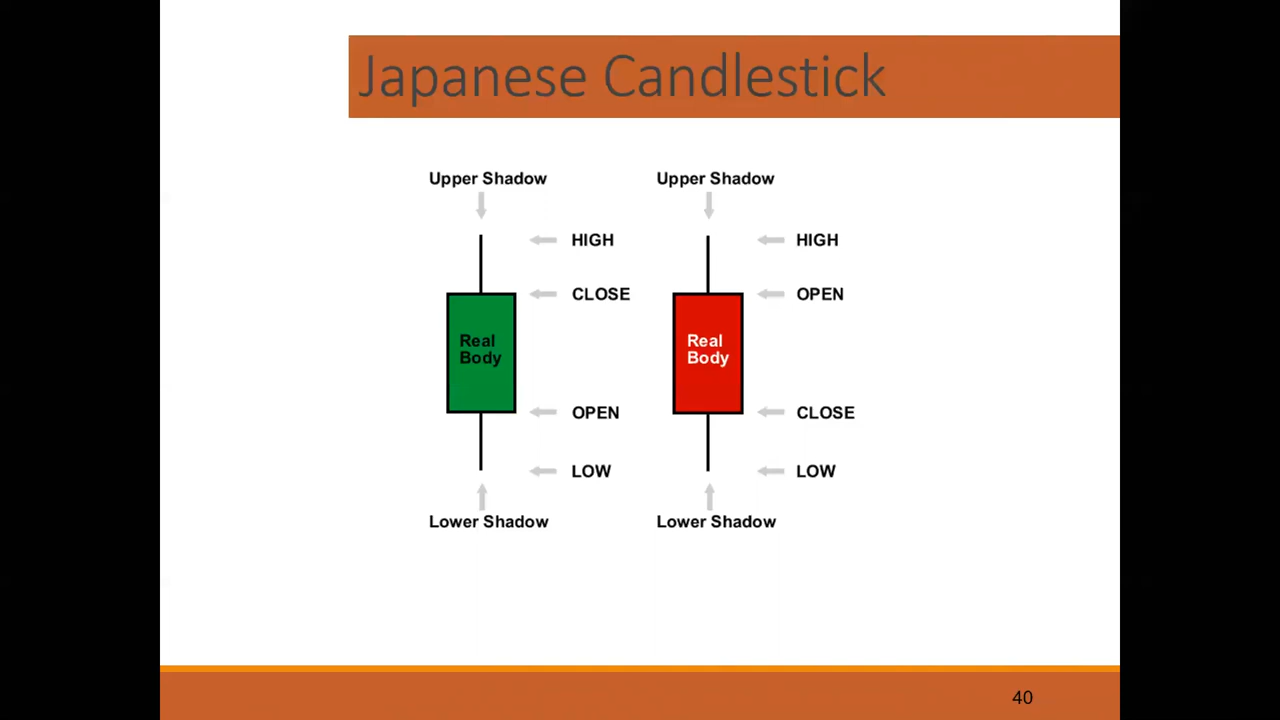 Japanese Candlestick
Upper Shadow
HIGH
CLOSE
Real
Body
OPEN
LOW
Lower Shadow
Upper Shadow
HIGH
OPEN
Real
Body
CLOSE
LOW
Lower Shadow
40